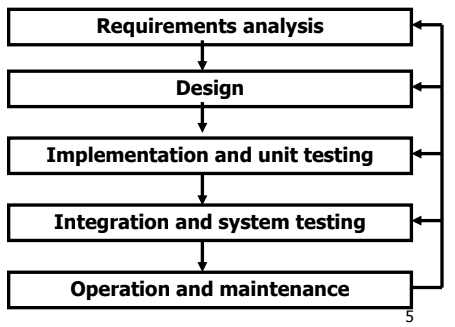 Requirements analysis
Design
Implementation and unit testing
Integration and system testing
Operation and maintenance
5